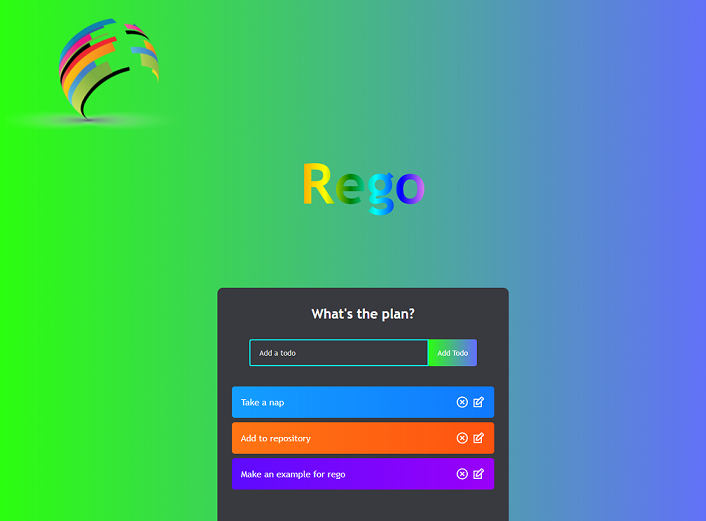 Rego
What's the plan?
Add a todo
Add Todo
Take a nap
Add to repository
Make an example for rego